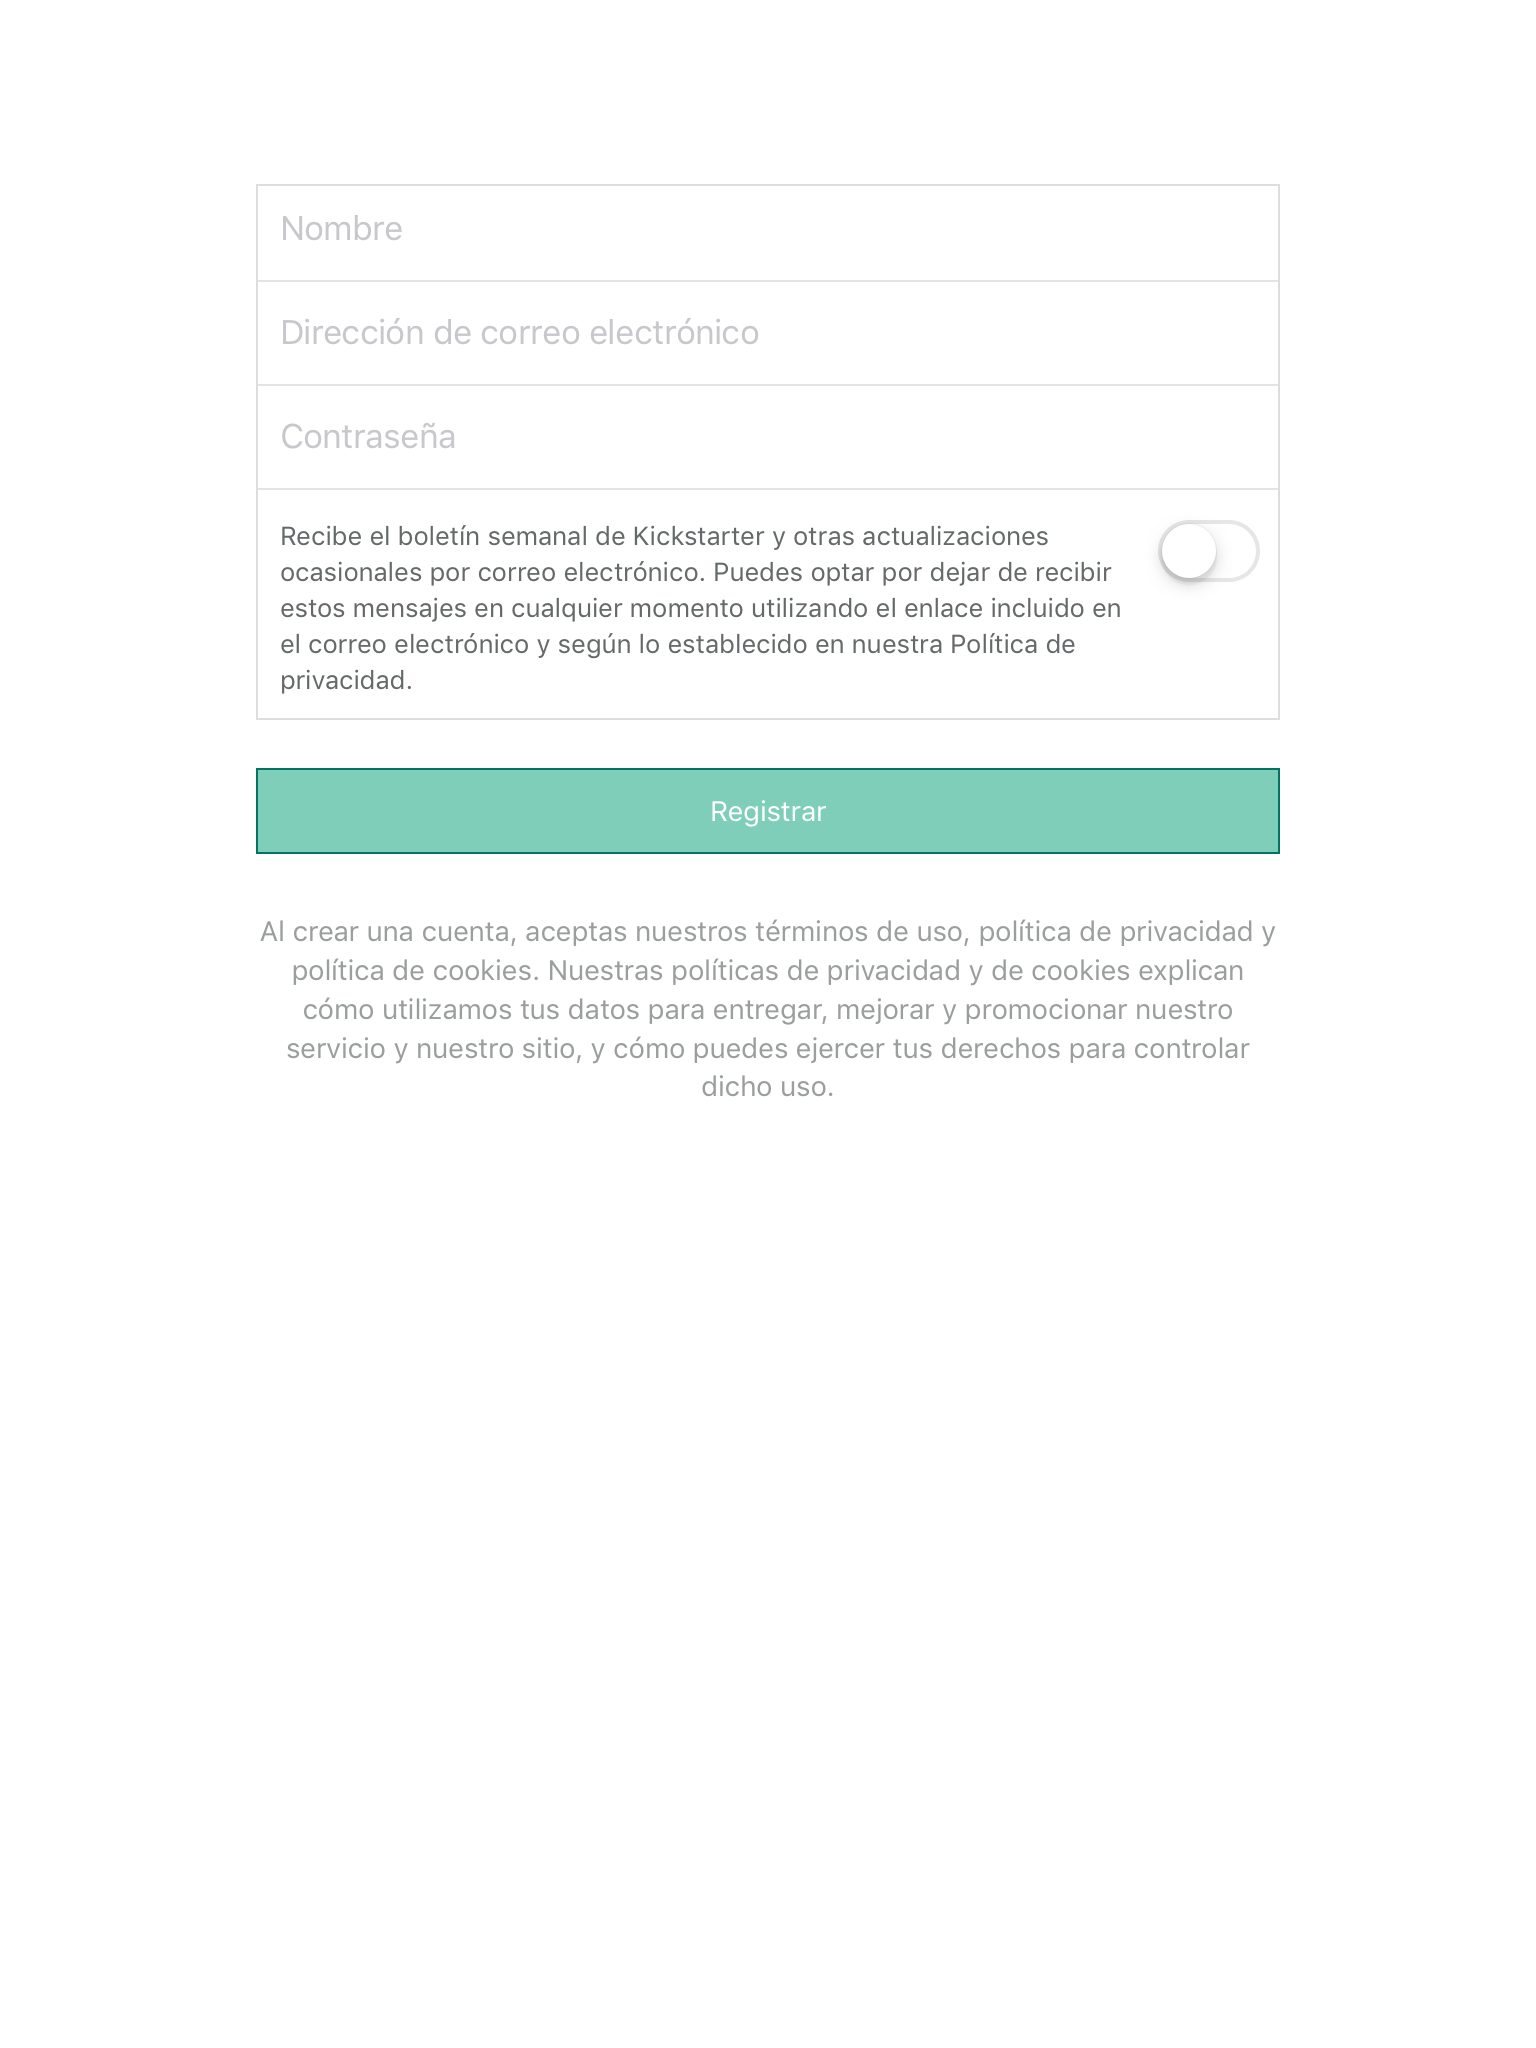 Nombre
Dirección de correo electrónico
Contraseña
Recibe el boletín semanal de Kickstarter y otras actualizaciones
ocasionales por correo electrónico. Puedes optar por dejar de recibir
estos mensajes en cualquier momento utilizando el enlace incluido en
el correo electrónico y según lo establecido en nuestra Política de
privacidad.
Registrar
Al crear una cuenta, aceptas nuestros términos de uso, política de privacidad y
política de cookies. Nuestras políticas de privacidad y de cookies explican
cómo utilizamos tus datos para entregar, mejorar y promocionar nuestro
servicio y nuestro sitio, y cómo puedes ejercer tus derechos para controlar
dicho uso.